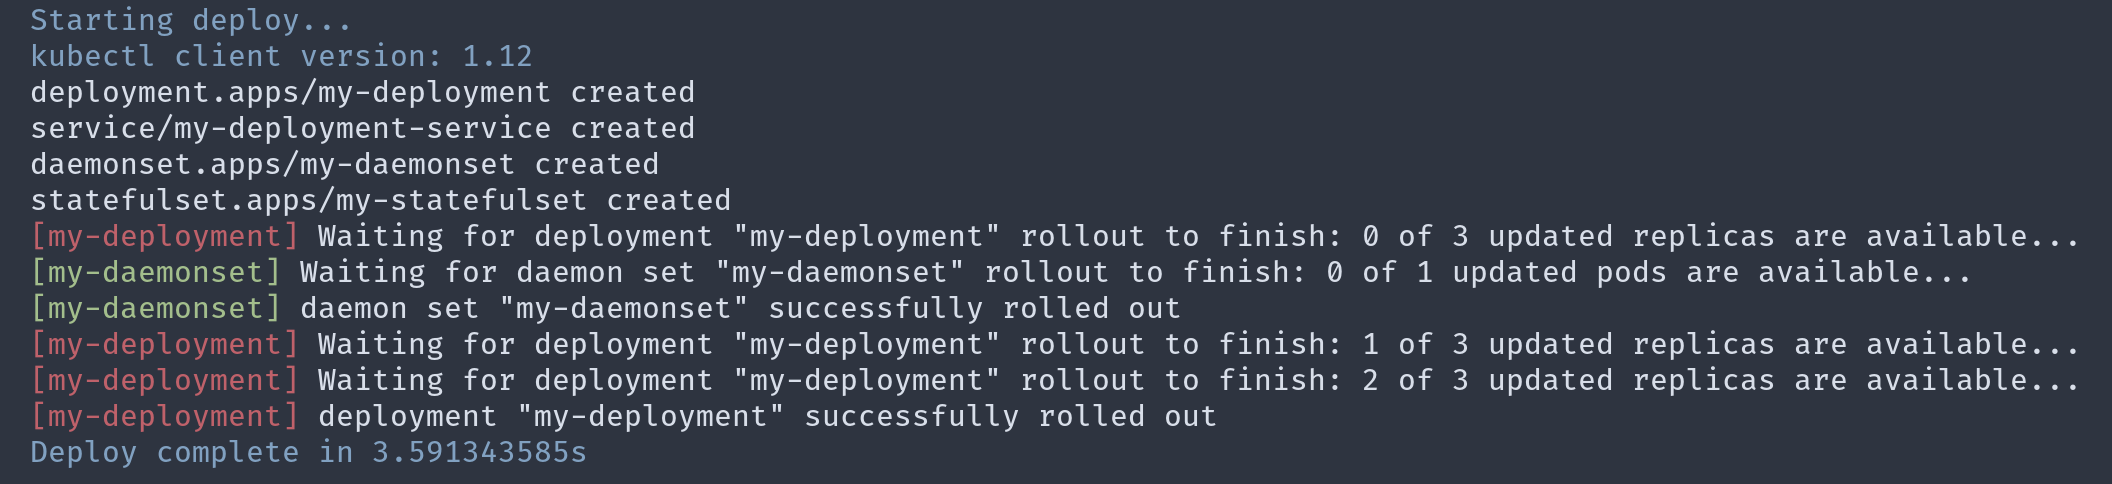 Starting deploy...
kubectl client version: 1.12
deployment.apps/my-deployment created
service/my-deployment-service created
daemonset.apps/my-daemonset created
statefulset.apps/my-statefulset created
[my-deployment] Waiting for deployment "my-deployment" rollout to finish: 0 of 3 updated replicas are available...
[my-daemonset] Waiting for daemon set "my-daemonset" rollout to finish: 0 of 1 updated pods are available...
[my-daemonset] daemon set "my-daemonset" successfully rolled out
[my-deployment] Waiting for deployment "my-deployment" rollout to finish: 1 of 3 updated replicas are available...
[my-deployment] Waiting for deployment "my-deployment" rollout to finish: 2 of 3 updated replicas are available...
[my-deployment] deployment "my-deployment" successfully rolled out
Deploy complete in 3.591343585s